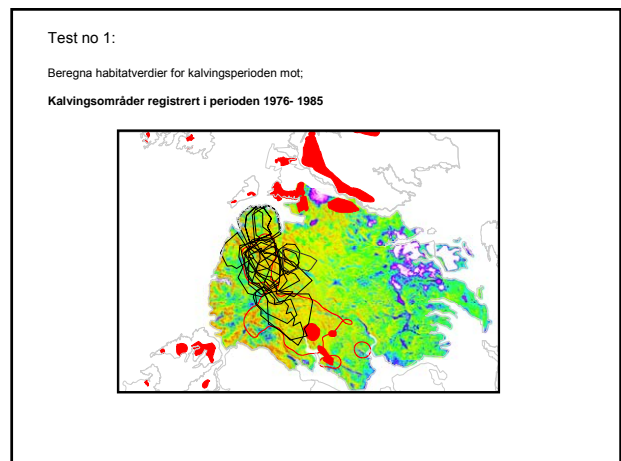 Test no 1:
Beregna habitatverdier for kalvingsperioden mot;
Kalvingsområder registrert i perioden 1976- 1985